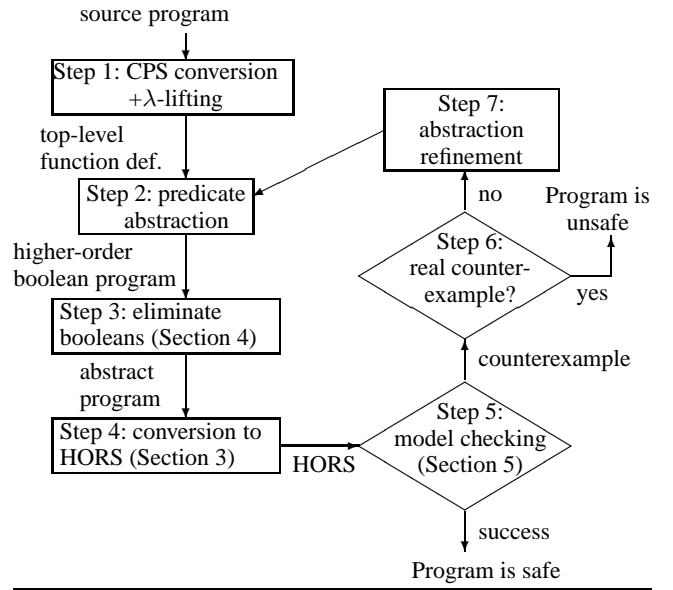 source program
Step 1: CPS conversion
+λ-lifting
top-level
function def.
Step 2: predicate
abstraction
higher-order
boolean program
Step 3: eliminate
booleans (Section 4)
abstract
program
Step 4: conversion to
HORS (Section 3)
HORS
Step 5:
model checking
(Section 5)
success
Program is safe
counterexample
Step 6:
real counter-
example?
yes
Program is
unsafe
no
Step 7:
abstraction
refinement